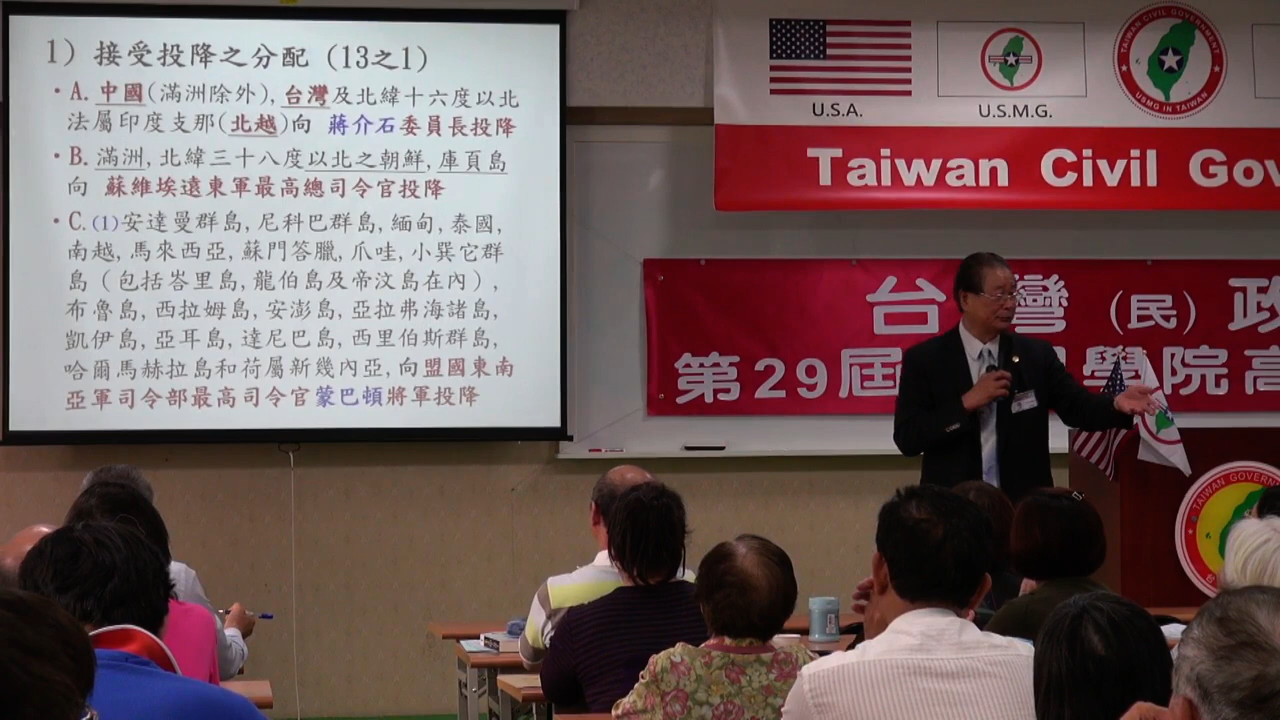 1) 接受投降之分配 (13之1)
• A. 中國(滿洲除外), 台灣及北緯十六度以北
法屬印度支那(北越)向 蔣介石委員長投降
• B. 滿洲, 北緯三十八度以北之朝鮮, 庫頁島
向 蘇維埃遠東軍最高總司令官投降
• C. (1)安達曼群島, 尼科巴群島, 緬甸, 泰國,
南越, 馬來西亞, 蘇門答臘, 爪哇, 小巽它群
島 ( 包括峇里島, 龍伯島及帝汶島在內) ,
布魯島, 西拉姆島, 安澎島, 亞拉弗海諸島,
凱伊島, 亞耳島, 達尼巴島, 西里伯斯群島,
哈爾馬赫拉島和荷屬新幾內亞, 向盟國東南
亞軍司令部最高司令官蒙巴頓將軍投降
U.S.A.
U.S.M.G.
TAIWAN CIVIL GOVERNMENT
USMG IN TAIWAN
Taiwan Civil Gov
台灣 (民) 政
第29屆 學院高
TAIWAN GOVERN